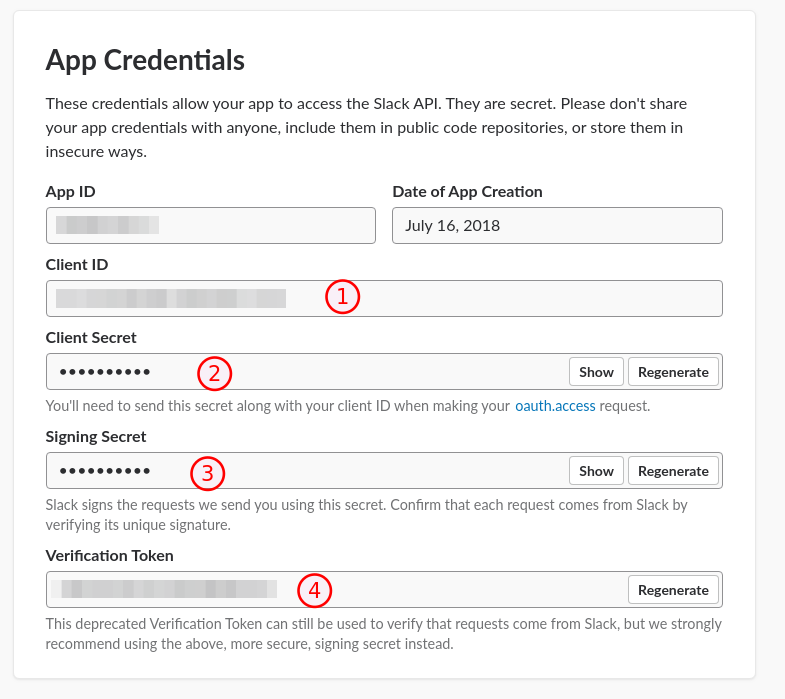 App Credentials
These credentials allow your app to access the Slack API. They are secret. Please don't share
your app credentials with anyone, include them in public code repositories, or store them in
insecure ways.
App ID
Date of App Creation
July 16, 2018
Client ID
1
Client Secret
••••••••••
2
Show
Regenerate
You'll need to send this secret along with your client ID when making your oauth.access request.
Signing Secret
••••••••••
3
Show
Regenerate
Slack signs the requests we send you using this secret. Confirm that each request comes from Slack by
verifying its unique signature.
Verification Token
4
Regenerate
This deprecated Verification Token can still be used to verify that requests come from Slack, but we strongly
recommend using the above, more secure, signing secret instead.